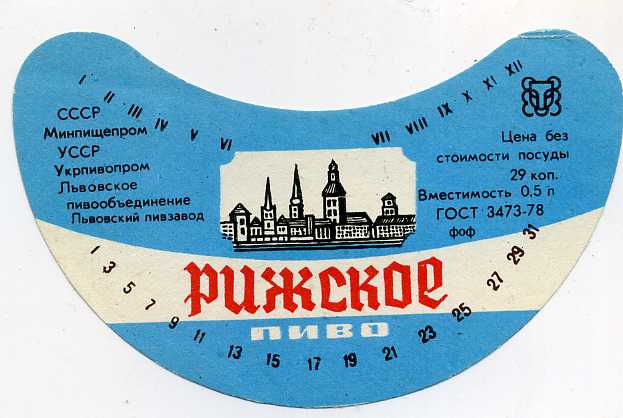 I II III IV V VI VII VIII IX X XI XII
СССР
Минпищепром
УССР
Укрпивопром
Львовское
пивообъединение
Львовский пивзавод
Цена без
стоимости посуды
29 коп.
Вместимость 0,5 л
ГОСТ 3473-78
фоф
РИЖСКОЕ
ПИВО
1 3 5 7 9 11 13 15 17 19 21 23 25 27 29 31